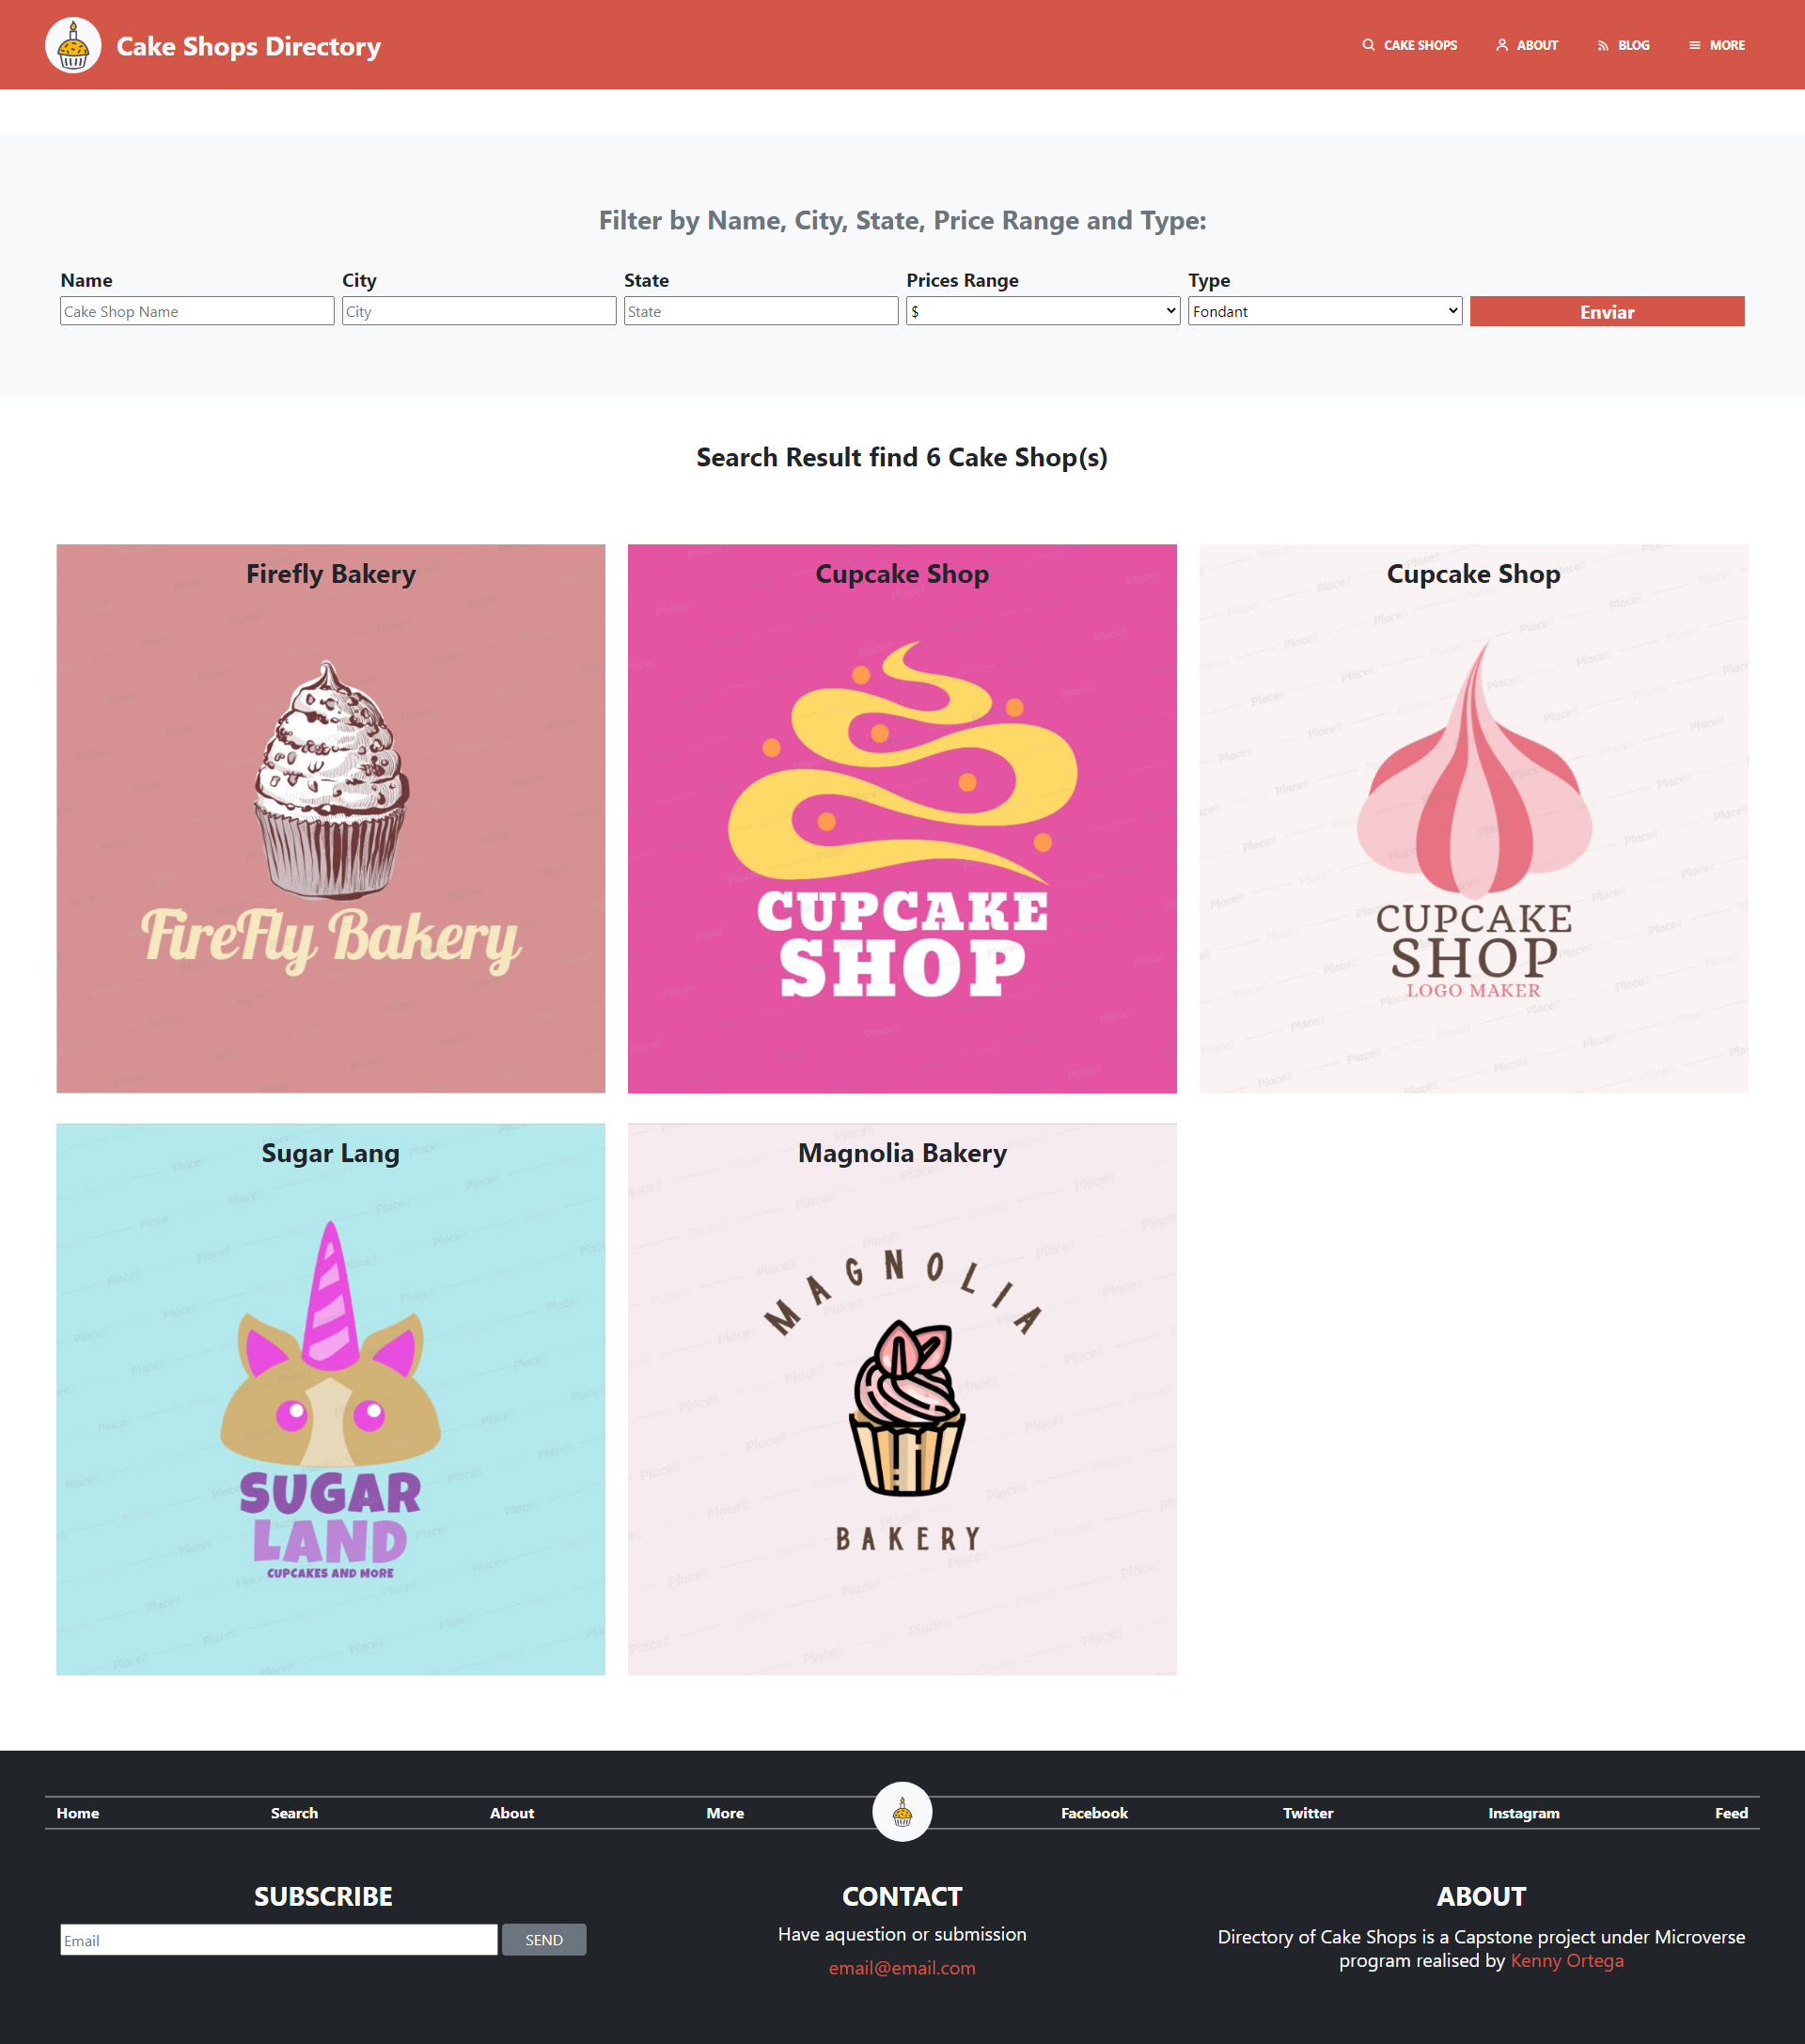 Cake Shops Directory
CAKE SHOPS
ABOUT
BLOG
MORE
Filter by Name, City, State, Price Range and Type:
Name
City
State
Prices Range
Type
Cake Shop Name
City
State
$
Fondant
Enviar
Search Result find 6 Cake Shop(s)
Firefly Bakery
FireFly Bakery
Cupcake Shop
CUPCAKE
SHOP
Cupcake Shop
CUPCAKE
SHOP
LOGO MAKER
Sugar Lang
SUGAR
LAND
CUPCAKES AND MORE
Magnolia Bakery
MAGNOLIA
BAKERY
Placeit
Home
Search
About
More
Facebook
Twitter
Instagram
Feed
SUBSCRIBE
Email
SEND
CONTACT
Have aquestion or submission
email@email.com
ABOUT
Directory of Cake Shops is a Capstone project under Microverse
program realised by Kenny Ortega